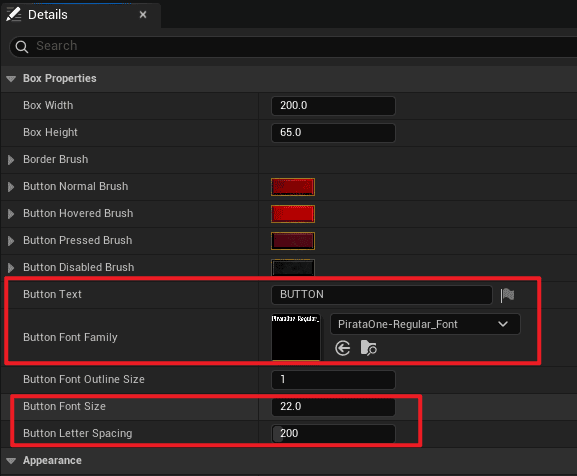 Details
Search
Box Properties
Box Width 200.0
Box Height 65.0
Border Brush
Button Normal Brush
Button Hovered Brush
Button Pressed Brush
Button Disabled Brush
Button Text BUTTON
PirataOne-Regular_
Button Font Family PirataOne-Regular_Font
Button Font Outline Size 1
Button Font Size 22.0
Button Letter Spacing 200
Appearance